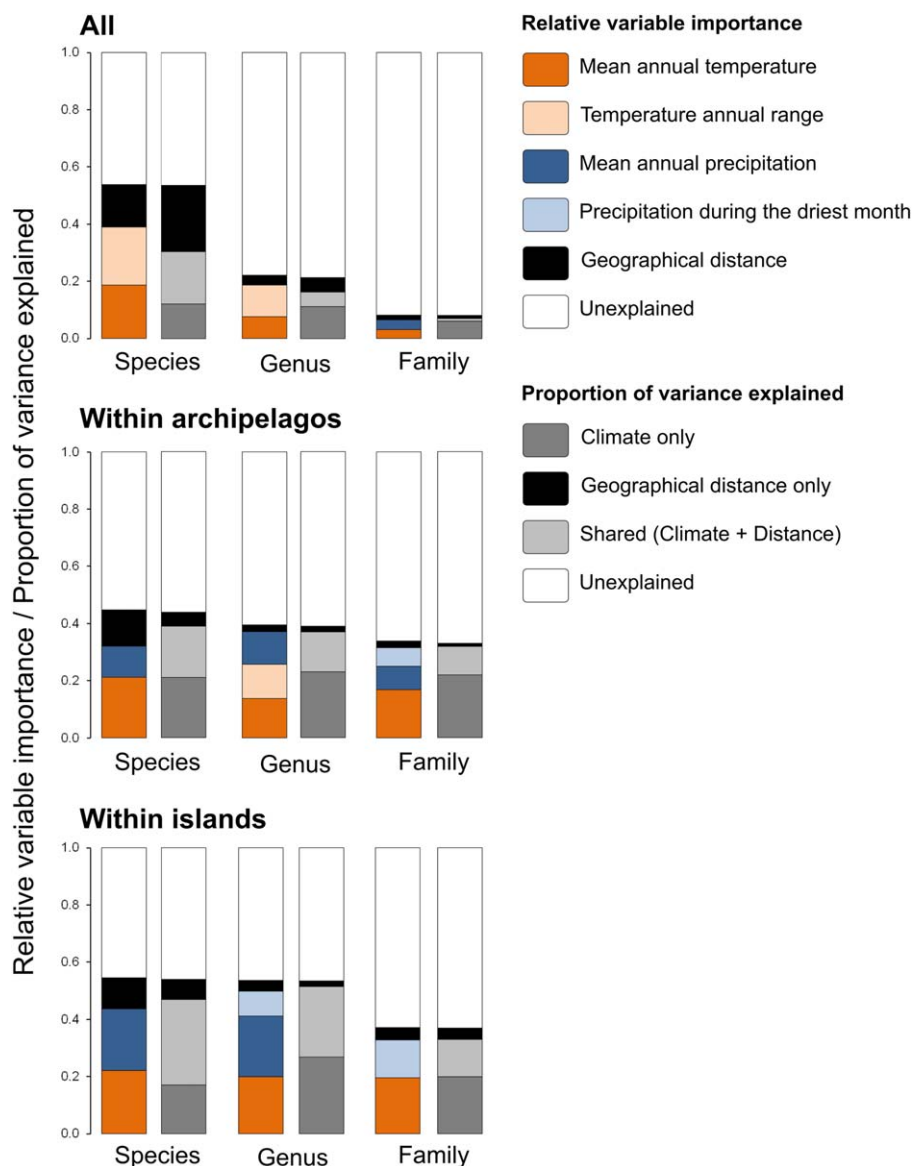 Relative variable importance / Proportion of variance explained
All
1.0
0.8
0.6
0.4
0.2
0.0
Species
Genus
Family
Within archipelagos
1.0
0.8
0.6
0.4
0.2
0.0
Species
Genus
Family
Within islands
1.0
0.8
0.6
0.4
0.2
0.0
Species
Genus
Family
Relative variable importance
Mean annual temperature
Temperature annual range
Mean annual precipitation
Precipitation during the driest month
Geographical distance
Unexplained
Proportion of variance explained
Climate only
Geographical distance only
Shared (Climate + Distance)
Unexplained